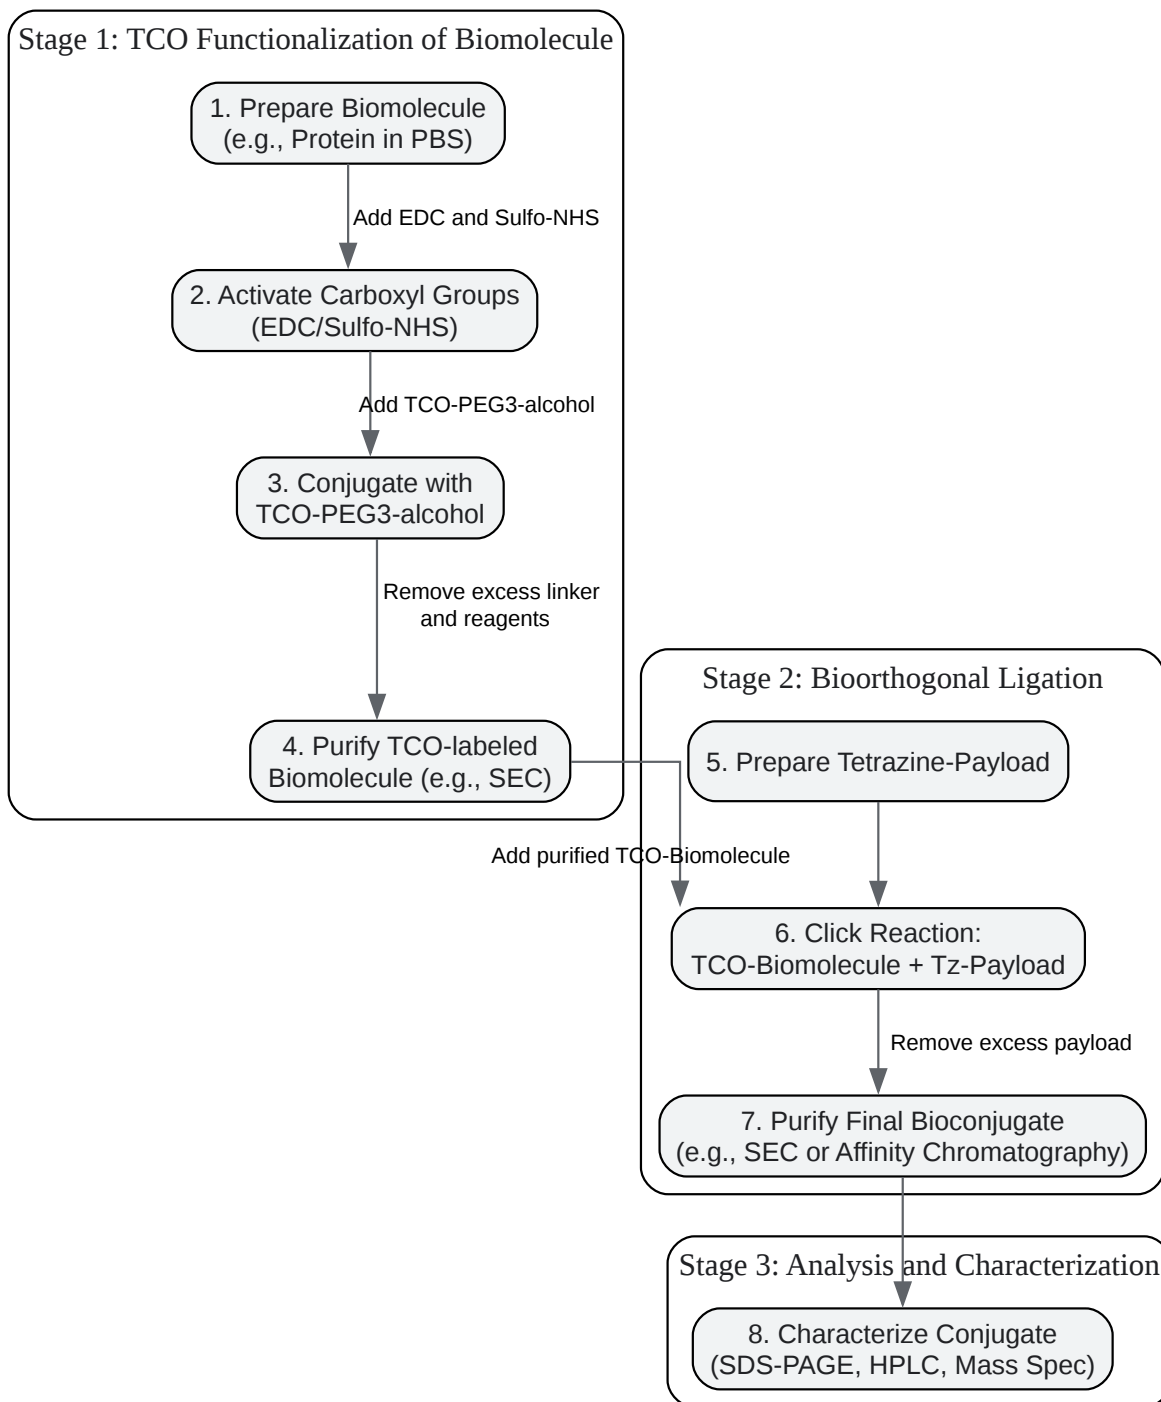 Stage 1: TCO Functionalization of Biomolecule
1. Prepare Biomolecule
(e.g., Protein in PBS)
Add EDC and Sulfo-NHS
2. Activate Carboxyl Groups
(EDC/Sulfo-NHS)
Add TCO-PEG3-alcohol
3. Conjugate with
TCO-PEG3-alcohol
Remove excess linker
and reagents
4. Purify TCO-labeled
Biomolecule (e.g., SEC)
Stage 2: Bioorthogonal Ligation
5. Prepare Tetrazine-Payload
Add purified TCO-Biomolecule
6. Click Reaction:
TCO-Biomolecule + Tz-Payload
Remove excess payload
7. Purify Final Bioconjugate
(e.g., SEC or Affinity Chromatography)
Stage 3: Analysis and Characterization
8. Characterize Conjugate
(SDS-PAGE, HPLC, Mass Spec)